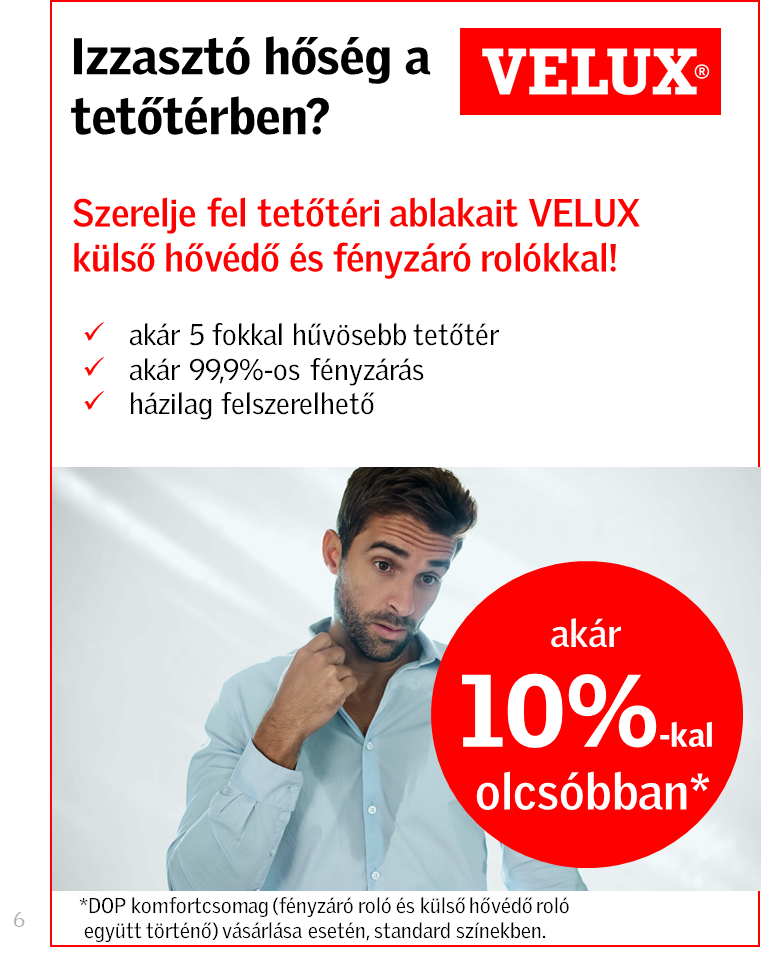 Izzasztó hőség a
tetőtérben?
VELUX®
Szerelje fel tetőtéri ablakait VELUX
külső hővédő és fényzáró rolókkal!
✓ akár 5 fokkal hűvösebb tetőtér
✓ akár 99,9%-os fényzárás
✓ házilag felszerelhető
akár
10%-kal
olcsóbban*
*DOP komfortcsomag (fényzáró roló és külső hővédő roló
együtt történő) vásárlása esetén, standard színekben.
6